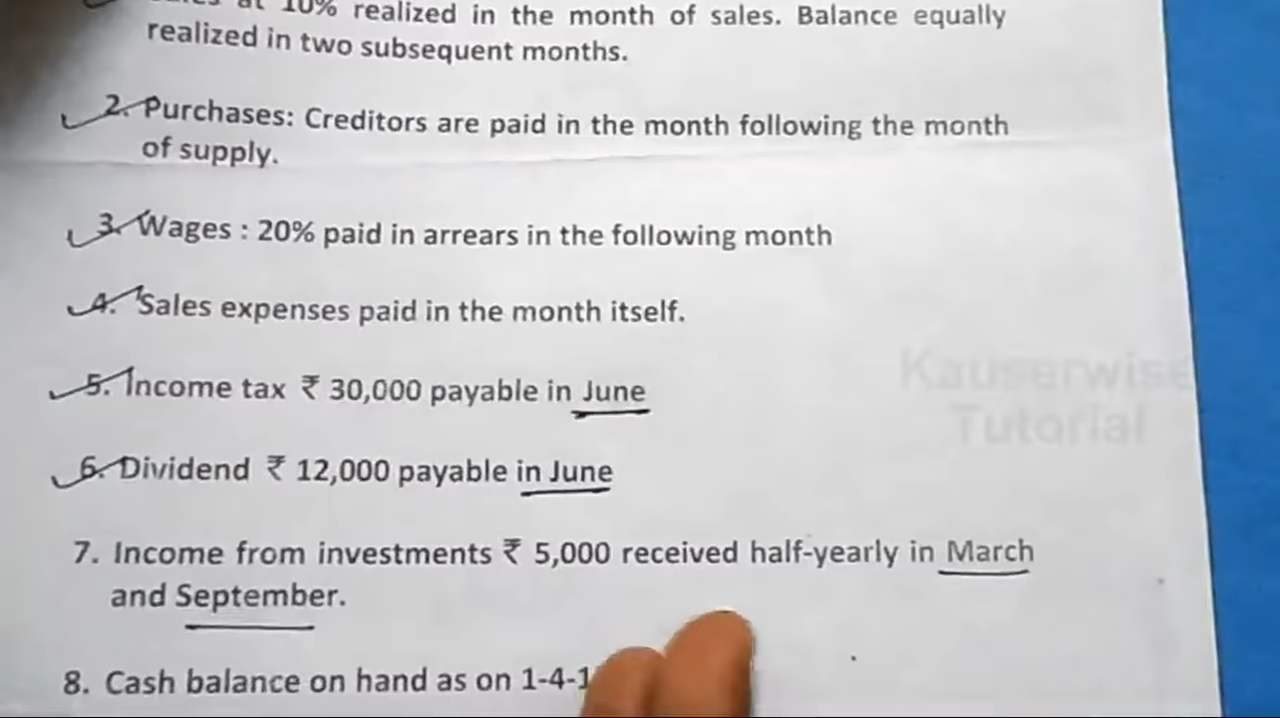 at 10% realized in the month of sales. Balance equally
realized in two subsequent months.
2. Purchases: Creditors are paid in the month following the month
of supply.
3. Wages : 20% paid in arrears in the following month
4. Sales expenses paid in the month itself.
5. Income tax ₹ 30,000 payable in June
6. Dividend ₹ 12,000 payable in June
7. Income from investments ₹ 5,000 received half-yearly in March
and September.
8. Cash balance on hand as on 1-4-1
Kauserwise
Tutorial